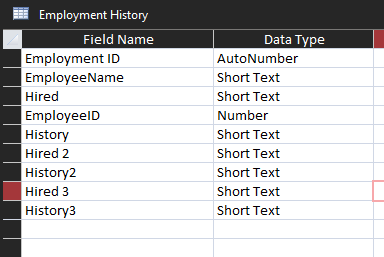 Employment History
Field Name Data Type
Employment ID AutoNumber
EmployeeName Short Text
Hired Short Text
EmployeeID Number
History Short Text
Hired 2 Short Text
History2 Short Text
Hired 3 Short Text
History3 Short Text